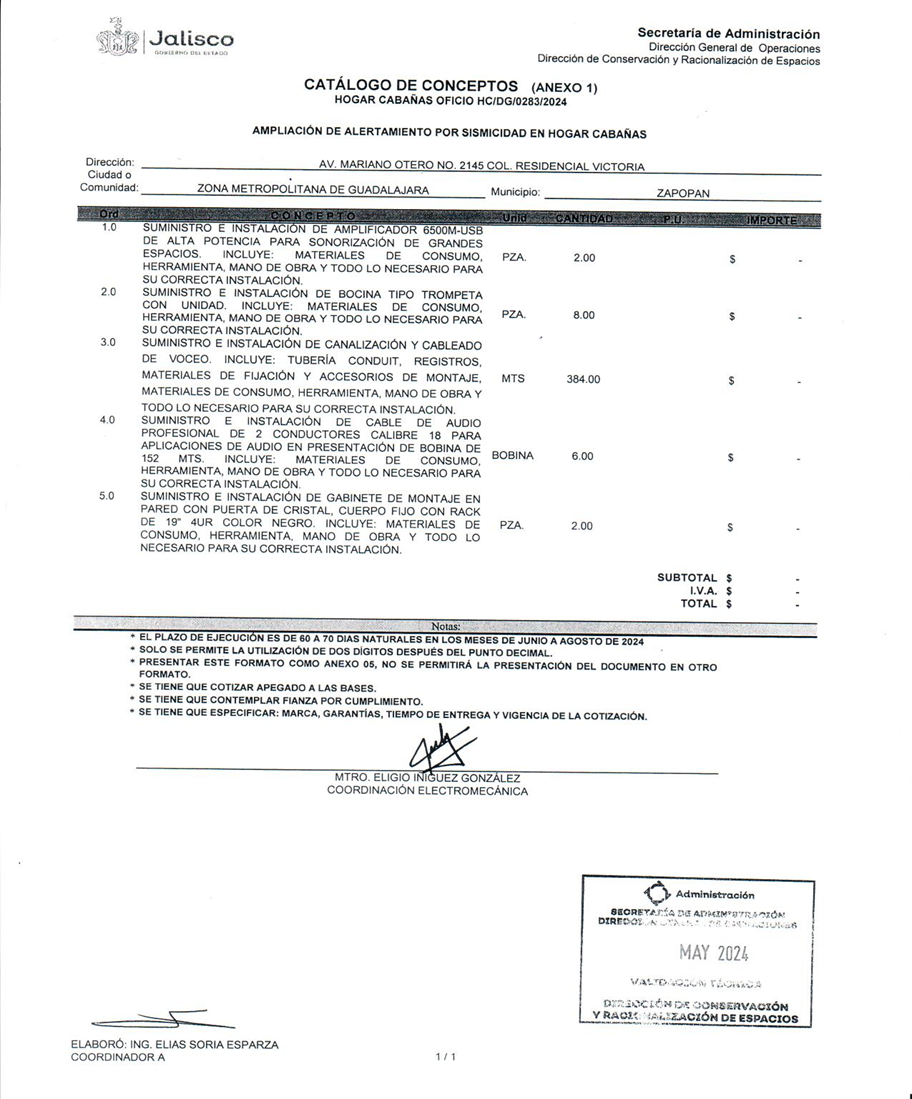 Jalisco
GOBIERNO DEL ESTADO
Secretaría de Administración
Dirección General de Operaciones
Dirección de Conservación y Racionalización de Espacios
CATÁLOGO DE CONCEPTOS (ANEXO 1)
HOGAR CABAÑAS OFICIO HC/DG/0283/2024
AMPLIACIÓN DE ALERTAMIENTO POR SISMICIDAD EN HOGAR CABAÑAS
Dirección: AV. MARIANO OTERO NO. 2145 COL. RESIDENCIAL VICTORIA
Ciudad o
Comunidad: ZONA METROPOLITANA DE GUADALAJARA Municipio: ZAPOPAN
Ord CONCEPTO Unid CANTIDAD P.U. IMPORTE
1.0 SUMINISTRO E INSTALACIÓN DE AMPLIFICADOR 6500M-USB
DE ALTA POTENCIA PARA SONORIZACIÓN DE GRANDES
ESPACIOS. INCLUYE: MATERIALES DE CONSUMO, PZA. 2.00 $ -
HERRAMIENTA, MANO DE OBRA Y TODO LO NECESARIO PARA
SU CORRECTA INSTALACIÓN.
2.0 SUMINISTRO E INSTALACIÓN DE BOCINA TIPO TROMPETA
CON UNIDAD. INCLUYE: MATERIALES DE CONSUMO,
HERRAMIENTA, MANO DE OBRA Y TODO LO NECESARIO PARA PZA. 8.00 $ -
SU CORRECTA INSTALACIÓN.
3.0 SUMINISTRO E INSTALACIÓN DE CANALIZACIÓN Y CABLEADO
DE VOCEO. INCLUYE: TUBERÍA CONDUIT, REGISTROS,
MATERIALES DE FIJACIÓN Y ACCESORIOS DE MONTAJE, MTS 384.00 $ -
MATERIALES DE CONSUMO, HERRAMIENTA, MANO DE OBRA Y
TODO LO NECESARIO PARA SU CORRECTA INSTALACIÓN.
4.0 SUMINISTRO E INSTALACIÓN DE CABLE DE AUDIO
PROFESIONAL DE 2 CONDUCTORES CALIBRE 18 PARA
APLICACIONES DE AUDIO EN PRESENTACIÓN DE BOBINA DE
152 MTS. INCLUYE: MATERIALES DE CONSUMO, BOBINA 6.00 $ -
HERRAMIENTA, MANO DE OBRA Y TODO LO NECESARIO PARA
SU CORRECTA INSTALACIÓN.
5.0 SUMINISTRO E INSTALACIÓN DE GABINETE DE MONTAJE EN
PARED CON PUERTA DE CRISTAL, CUERPO FIJO CON RACK
DE 19" 4UR COLOR NEGRO. INCLUYE: MATERIALES DE PZA. 2.00 $ -
CONSUMO, HERRAMIENTA, MANO DE OBRA Y TODO LO
NECESARIO PARA SU CORRECTA INSTALACIÓN.
SUBTOTAL $ -
I.V.A. $ -
TOTAL $ -
Notas:
* EL PLAZO DE EJECUCIÓN ES DE 60 A 70 DIAS NATURALES EN LOS MESES DE JUNIO A AGOSTO DE 2024
* SOLO SE PERMITE LA UTILIZACIÓN DE DOS DÍGITOS DESPUÉS DEL PUNTO DECIMAL.
* PRESENTAR ESTE FORMATO COMO ANEXO 05, NO SE PERMITIRÁ LA PRESENTACIÓN DEL DOCUMENTO EN OTRO
FORMATO.
* SE TIENE QUE COTIZAR APEGADO A LAS BASES.
* SE TIENE QUE CONTEMPLAR FIANZA POR CUMPLIMIENTO.
* SE TIENE QUE ESPECIFICAR: MARCA, GARANTÍAS, TIEMPO DE ENTREGA Y VIGENCIA DE LA COTIZACIÓN.
MTRO. ELIGIO IÑIGUEZ GONZÁLEZ
COORDINACIÓN ELECTROMECÁNICA
Administración
SECRETARÍA DE ADMINISTRACIÓN
MAY 2024
VALIDACIÓN TÉCNICA
DIRECCIÓN DE CONSERVACIÓN
Y RACIONALIZACIÓN DE ESPACIOS
ELABORÓ: ING. ELIAS SORIA ESPARZA
COORDINADOR A
1 / 1